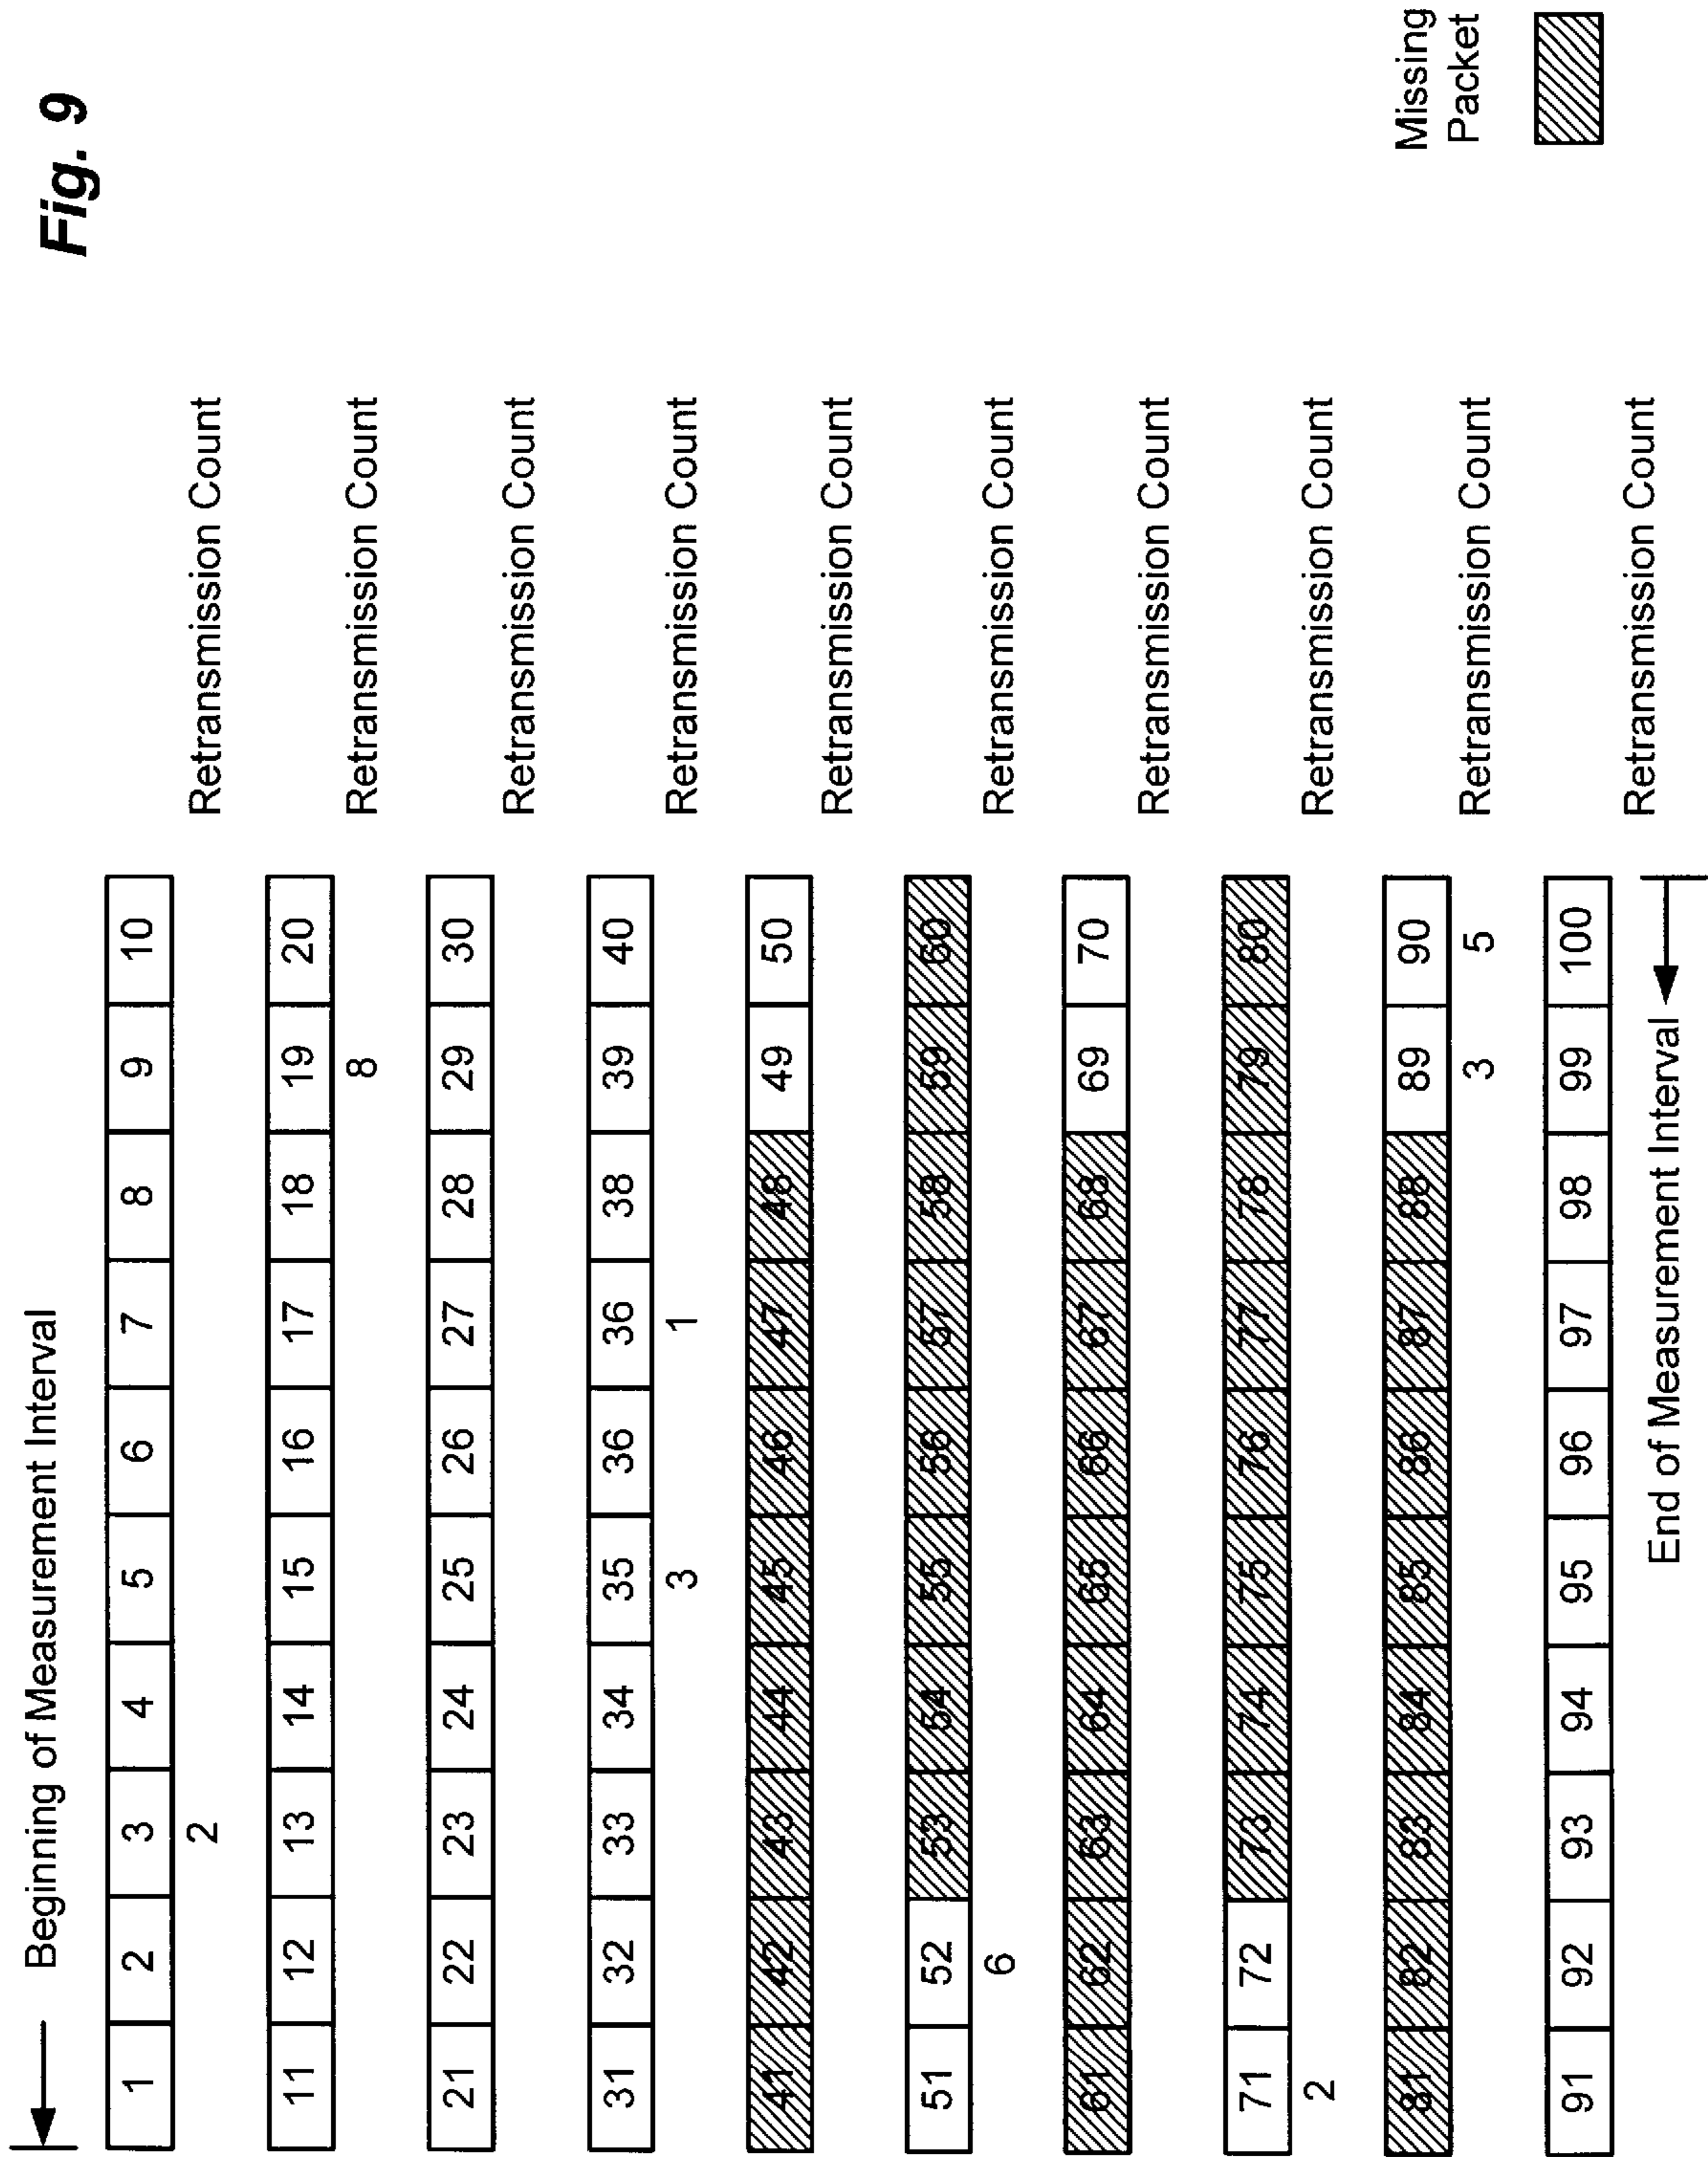 Fig. 9
Beginning of Measurement Interval
1 2 3 4 5 6 7 8 9 10
2 Retransmission Count
11 12 13 14 15 16 17 18 19 20
8 Retransmission Count
21 22 23 24 25 26 27 28 29 30
Retransmission Count
31 32 33 34 35 36 36 38 39 40
3 1 Retransmission Count
41 42 43 44 45 46 47 48 49 50
Retransmission Count
51 52 53 54 55 56 57 58 59 60
6 Retransmission Count
61 62 63 64 65 66 67 68 69 70
Retransmission Count
71 72 73 74 75 76 77 78 79 80
2 Retransmission Count
81 82 83 84 85 86 87 88 89 90
3 5 Retransmission Count
91 92 93 94 95 96 97 98 99 100
Retransmission Count
End of Measurement Interval
Missing
Packet